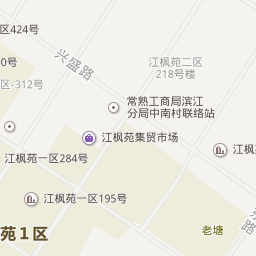 区424号
兴盛路
00号
江枫苑二区
218号楼
区-312号
常熟工商局滨江
分局中南村联络站
江枫苑集贸市场
江枫苑一区284号
江枫
江枫苑一区195号
苑1区
老塘
路